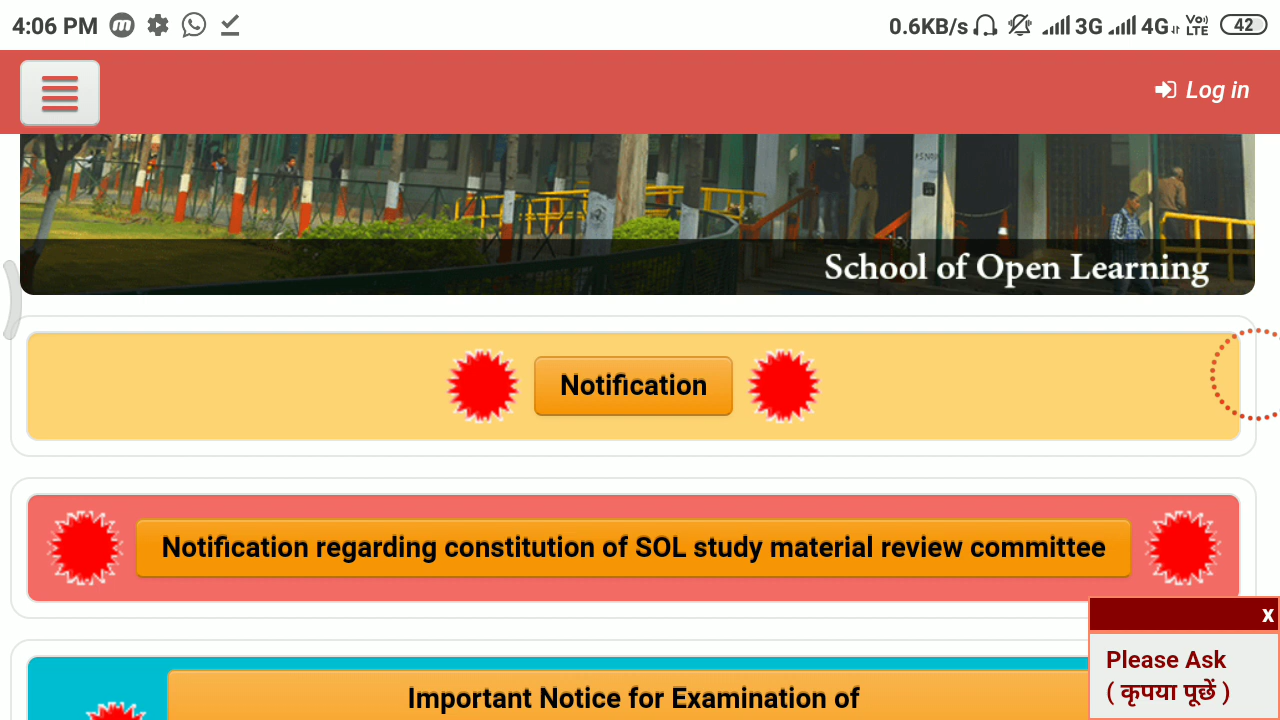 4:06 PM 0.6KB/s 3G 4G Vo) LTE 42
Log in
School of Open Learning
Notification
Notification regarding constitution of SOL study material review committee
x
Please Ask
( कृपया पूछें )
Important Notice for Examination of